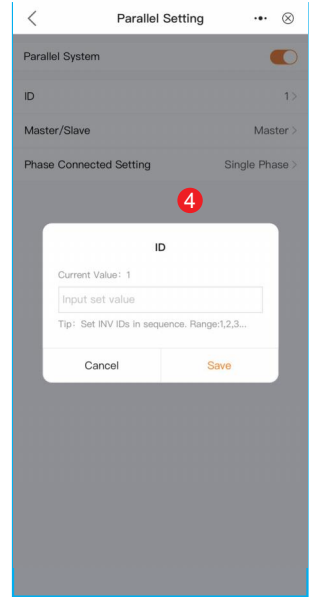 Parallel Setting
Parallel System
ID 1 >
Master/Slave Master >
Phase Connected Setting Single Phase >
4
ID
Current Value: 1
Input set value
Tip: Set INV IDs in sequence. Range:1,2,3...
Cancel Save